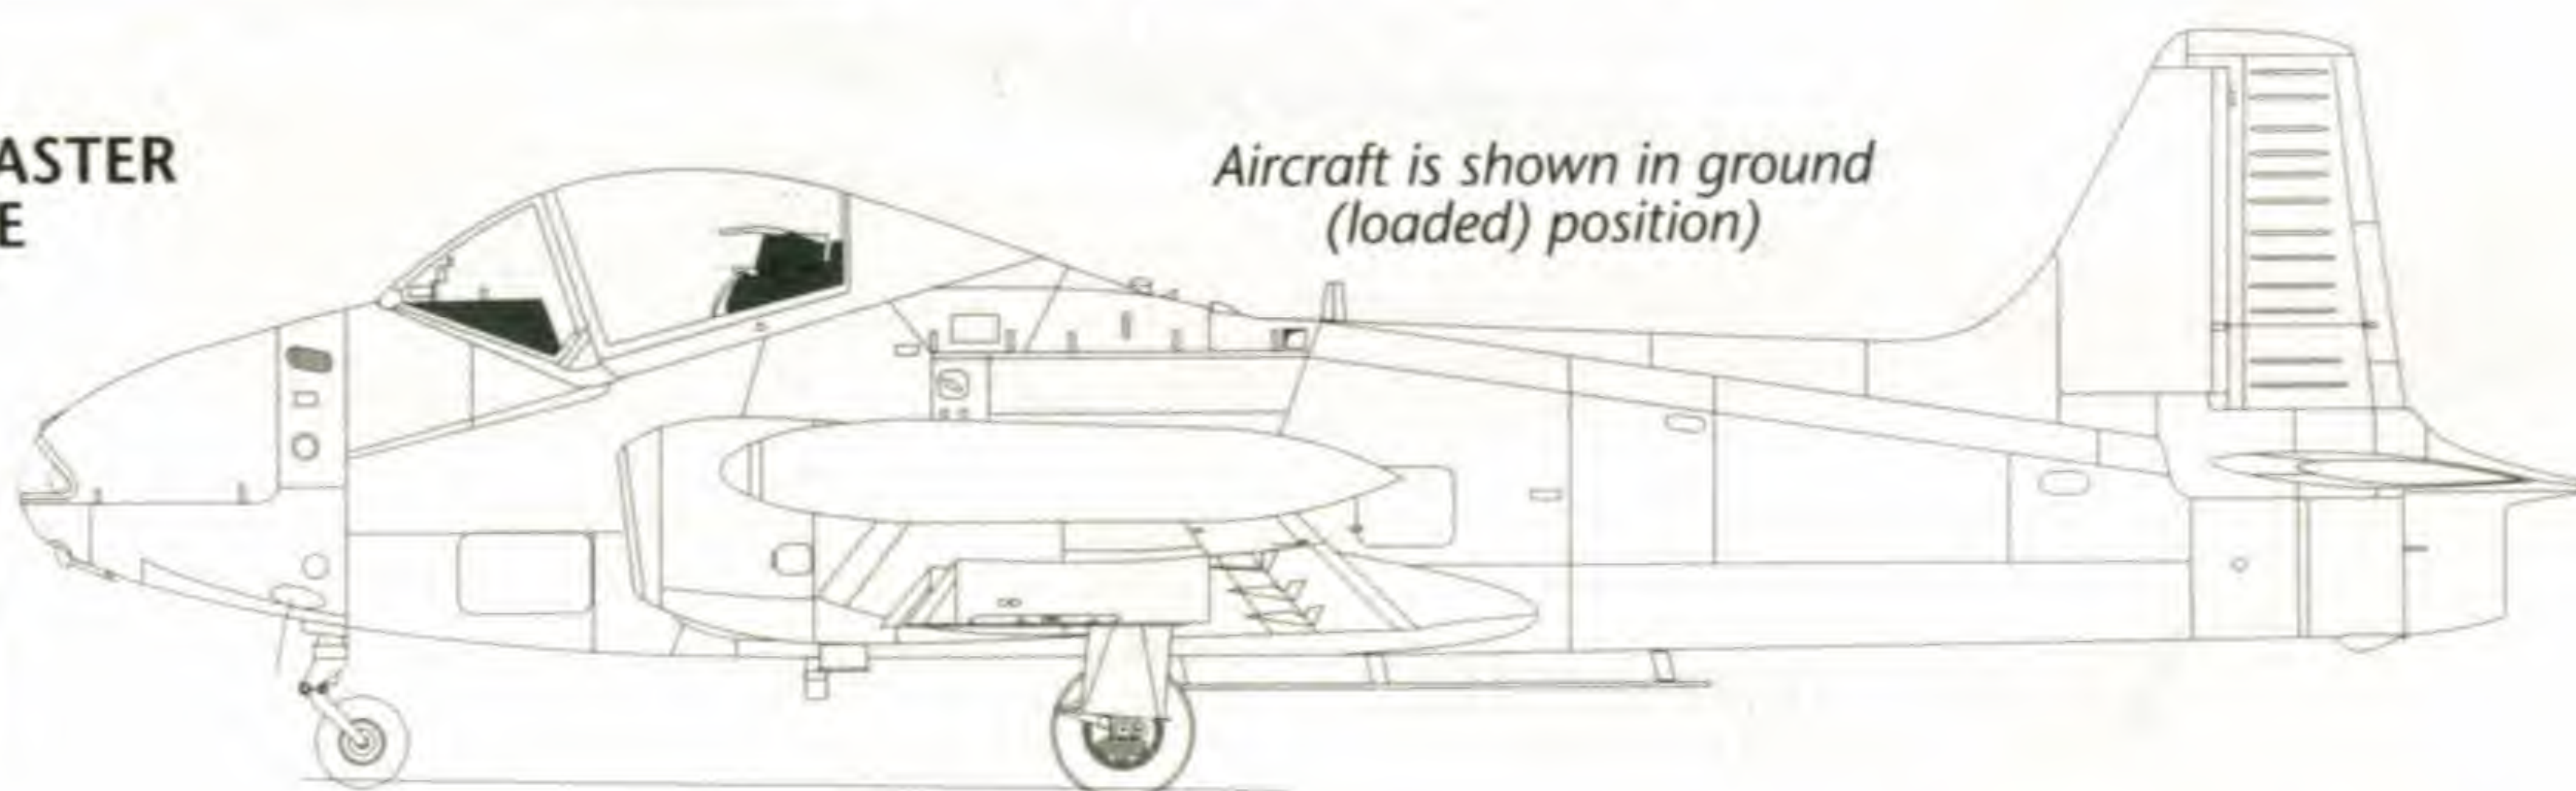 ASTER
E
Aircraft is shown in ground
(loaded) position)